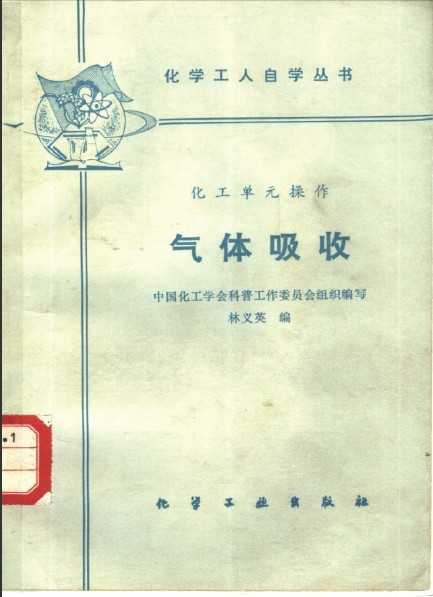 化学工人自学丛书
化工单元操作
气体吸收
中国化工学会科普工作委员会组织编写
林义英 编
.1
化学工业出版社